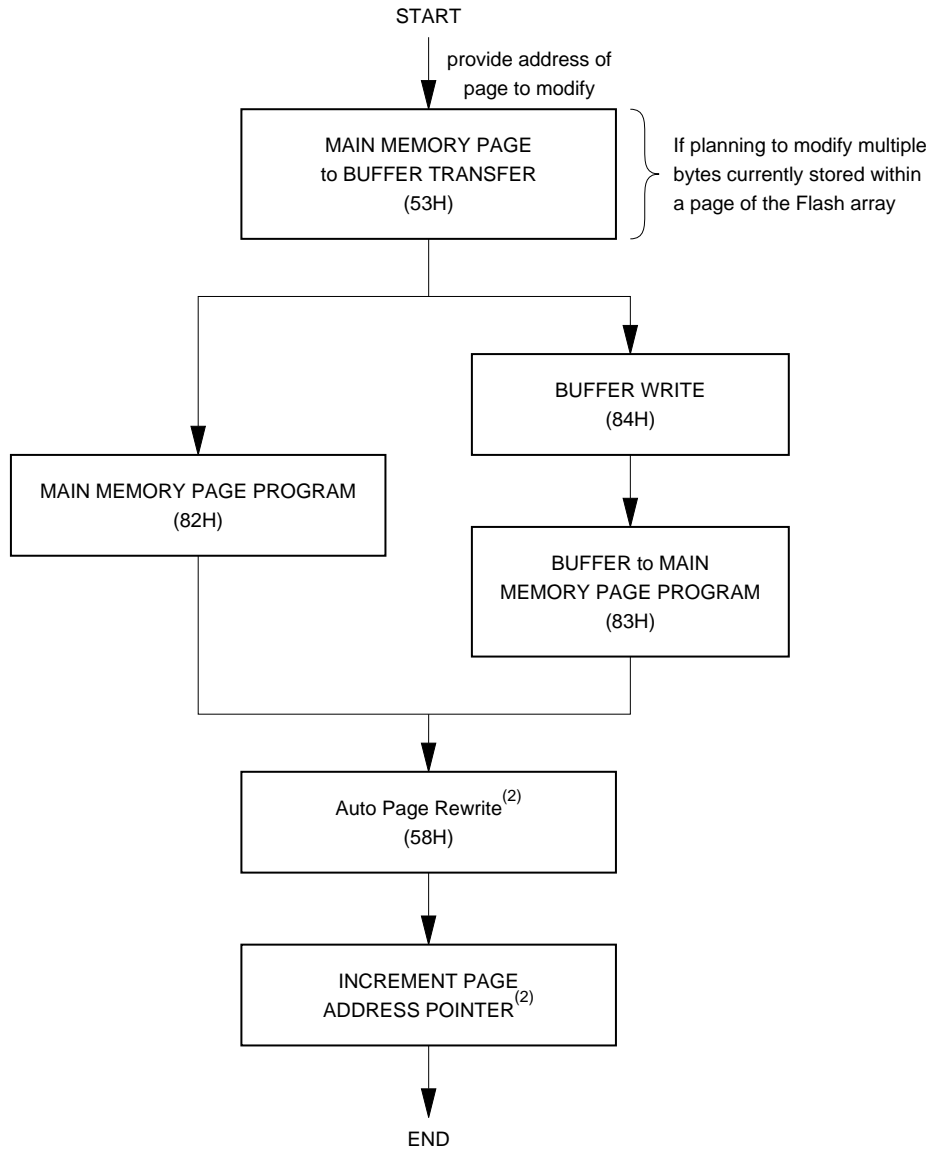 START
provide address of
page to modify
MAIN MEMORY PAGE
to BUFFER TRANSFER
(53H)
If planning to modify multiple
bytes currently stored within
a page of the Flash array
BUFFER WRITE
(84H)
MAIN MEMORY PAGE PROGRAM
(82H)
BUFFER to MAIN
MEMORY PAGE PROGRAM
(83H)
Auto Page Rewrite(2)
(58H)
INCREMENT PAGE
ADDRESS POINTER(2)
END